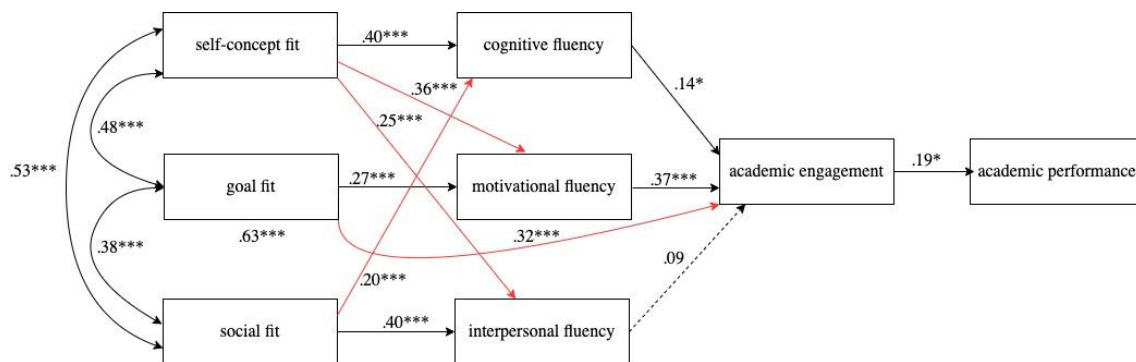 self-concept fit
.40***
cognitive fluency
.36***
.14*
.25***
.48***
.53***
goal fit
.27***
motivational fluency
.37***
academic engagement
.19*
academic performance
.63***
.32***
.38***
.09
.20***
social fit
.40***
interpersonal fluency